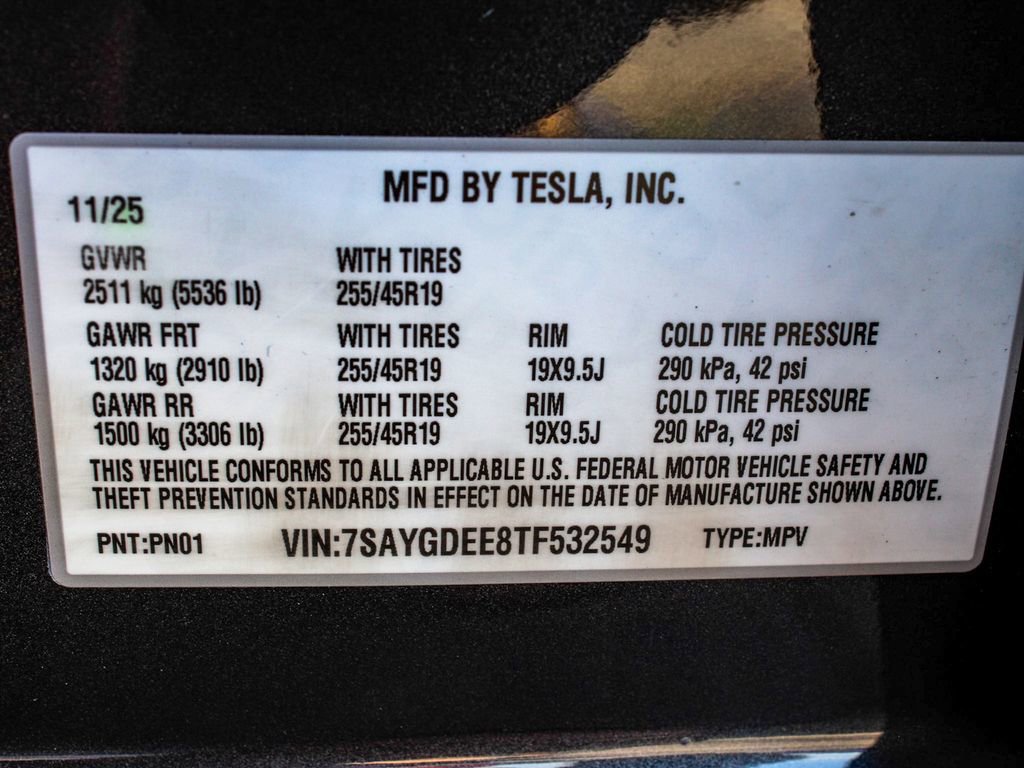 MFD BY TESLA, INC.
11/25
GVWR WITH TIRES
2511 kg (5536 lb) 255/45R19
GAWR FRT WITH TIRES RIM COLD TIRE PRESSURE
1320 kg (2910 lb) 255/45R19 19X9.5J 290 kPa, 42 psi
GAWR RR WITH TIRES RIM COLD TIRE PRESSURE
1500 kg (3306 lb) 255/45R19 19X9.5J 290 kPa, 42 psi
THIS VEHICLE CONFORMS TO ALL APPLICABLE U.S. FEDERAL MOTOR VEHICLE SAFETY AND
THEFT PREVENTION STANDARDS IN EFFECT ON THE DATE OF MANUFACTURE SHOWN ABOVE.
PNT:PN01 VIN:7SAYGDEE8TF532549 TYPE:MPV